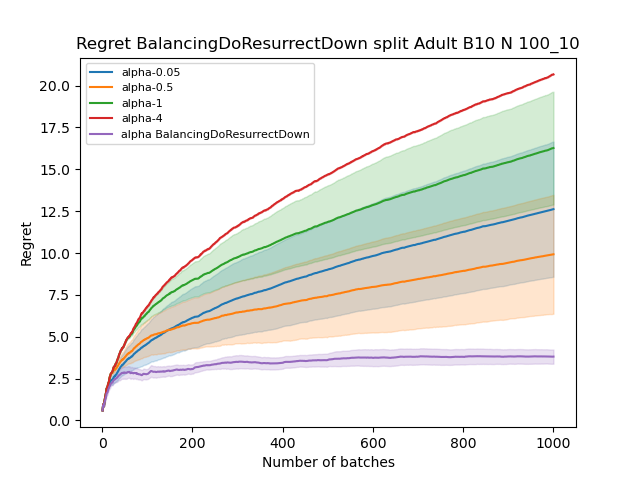 Regret BalancingDoResurrectDown split Adult B10 N 100_10
alpha-0.05
alpha-0.5
alpha-1
alpha-4
alpha BalancingDoResurrectDown
Regret
20.0
17.5
15.0
12.5
10.0
7.5
5.0
2.5
0.0
0 200 400 600 800 1000
Number of batches